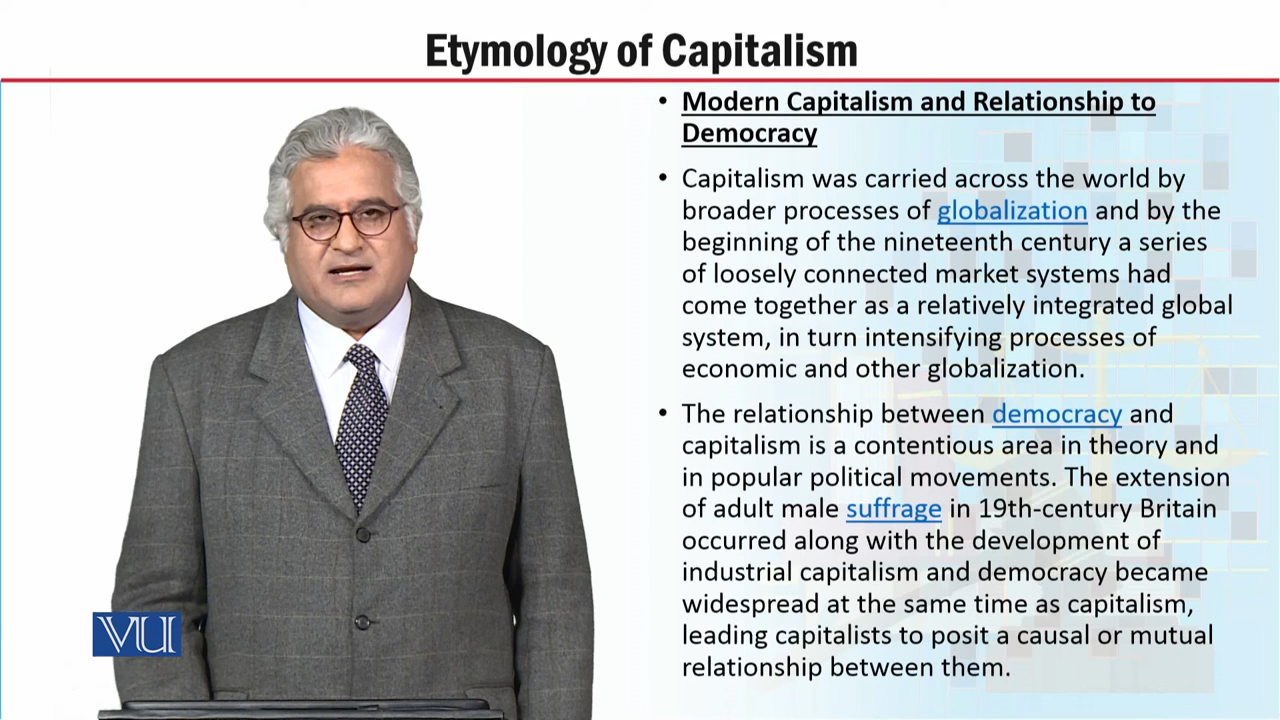 Etymology of Capitalism
• Modern Capitalism and Relationship to
Democracy
• Capitalism was carried across the world by
broader processes of globalization and by the
beginning of the nineteenth century a series
of loosely connected market systems had
come together as a relatively integrated global
system, in turn intensifying processes of
economic and other globalization.
• The relationship between democracy and
capitalism is a contentious area in theory and
in popular political movements. The extension
of adult male suffrage in 19th-century Britain
occurred along with the development of
industrial capitalism and democracy became
widespread at the same time as capitalism,
leading capitalists to posit a causal or mutual
relationship between them.
VU